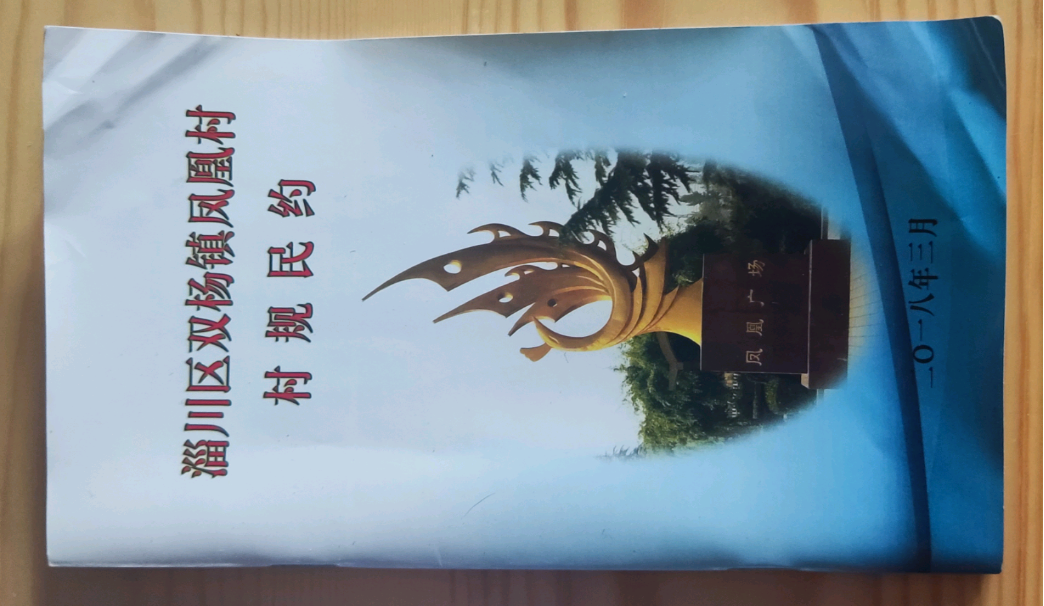 淄川区双杨镇凤凰村
村规民约
凤凰广场
二〇一八年三月